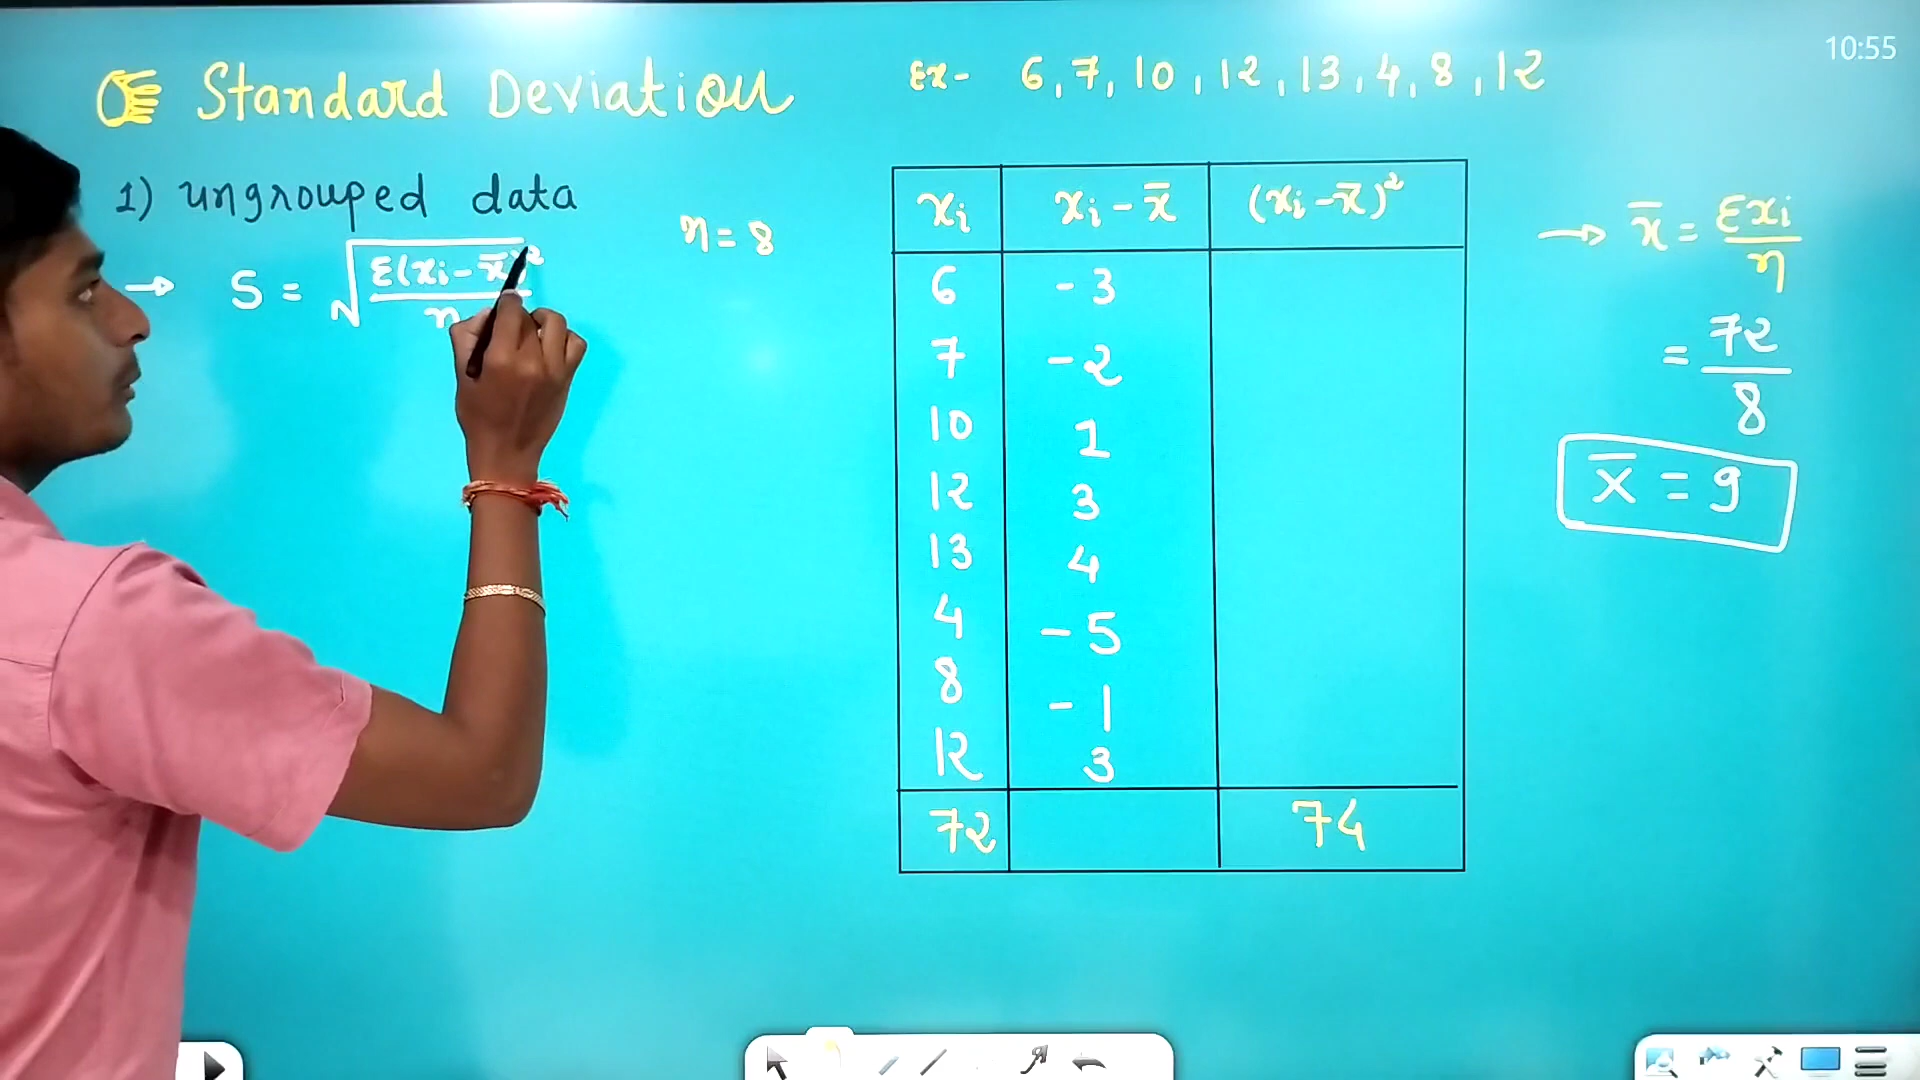 Standard Deviation
Ex- 6, 7, 10, 12, 13, 4, 8, 12
10:55
1) ungrouped data
n = 8
→ S = √(Σ(xi - x̄)² / n)
xi | xi - x̄ | (xi - x̄)²
6 | -3
7 | -2
10 | 1
12 | 3
13 | 4
4 | -5
8 | -1
12 | 3
72 | | 74
→ x̄ = Σxi / n
= 72 / 8
x̄ = 9